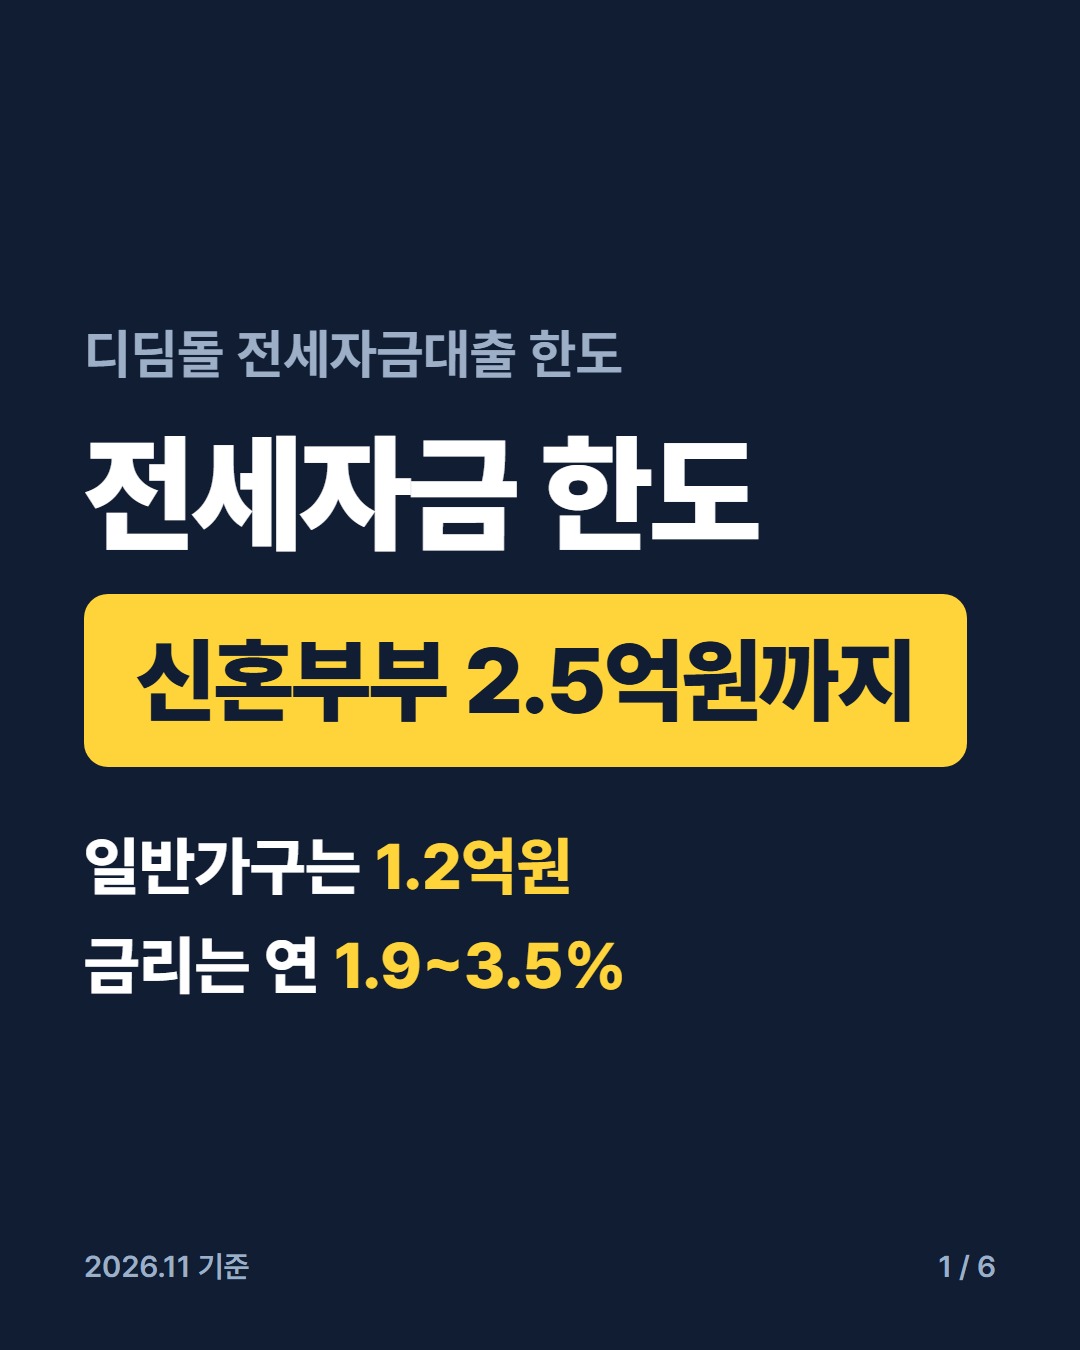 디딤돌 전세자금대출 한도
전세자금 한도
신혼부부 2.5억원까지
일반가구는 1.2억원
금리는 연 1.9~3.5%
2026.11 기준
1 / 6